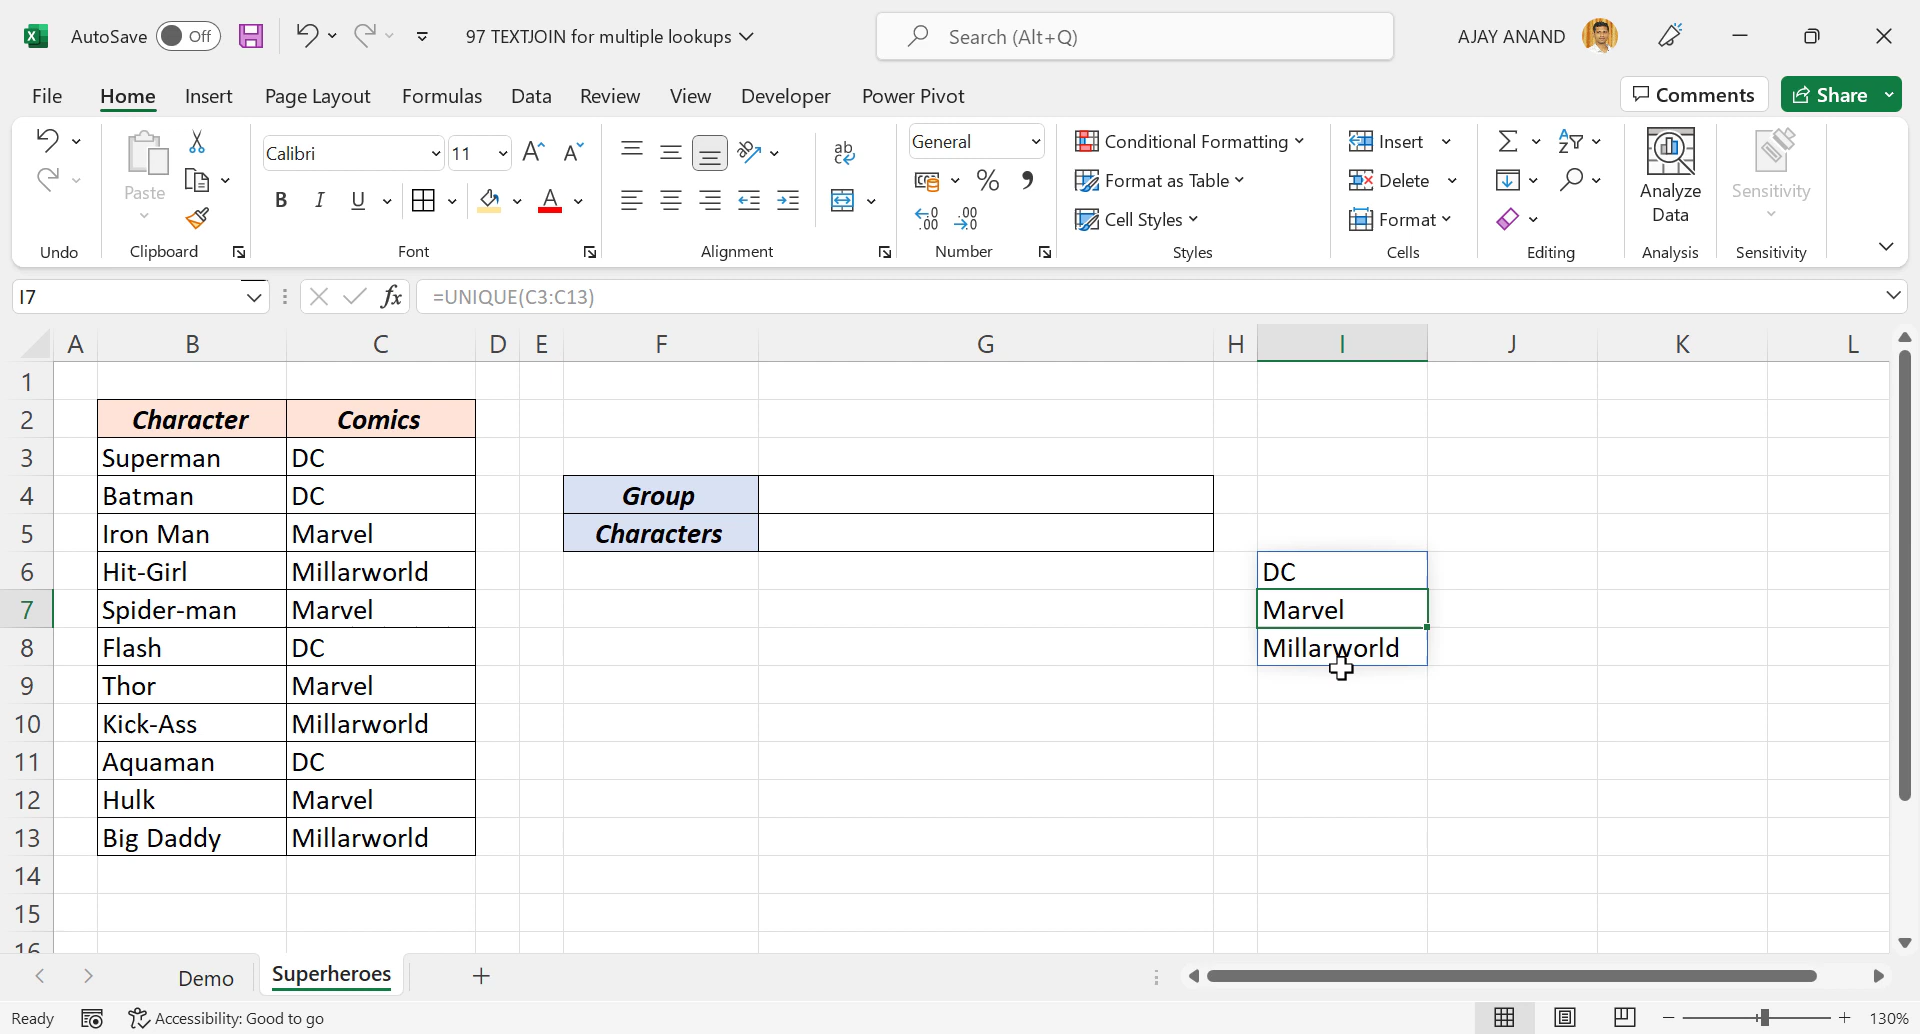 AutoSave Off 97 TEXTJOIN for multiple lookups Search (Alt+Q) AJAY ANAND
File Home Insert Page Layout Formulas Data Review View Developer Power Pivot Comments Share
Paste
Calibri 11
B I U
ab
General
% 9
Conditional Formatting
Format as Table
Cell Styles
Insert
Delete
Format
Analyze
Data
Sensitivity
Undo Clipboard Font Alignment Number Styles Cells Editing Analysis Sensitivity
I7 fx =UNIQUE(C3:C13)
A B C D E F G H I J K L
1
2 Character Comics
3 Superman DC
4 Batman DC Group
5 Iron Man Marvel Characters
6 Hit-Girl Millarworld DC
7 Spider-man Marvel Marvel
8 Flash DC Millarworld
9 Thor Marvel
10 Kick-Ass Millarworld
11 Aquaman DC
12 Hulk Marvel
13 Big Daddy Millarworld
14
15
16
Demo Superheroes +
Ready Accessibility: Good to go 130%